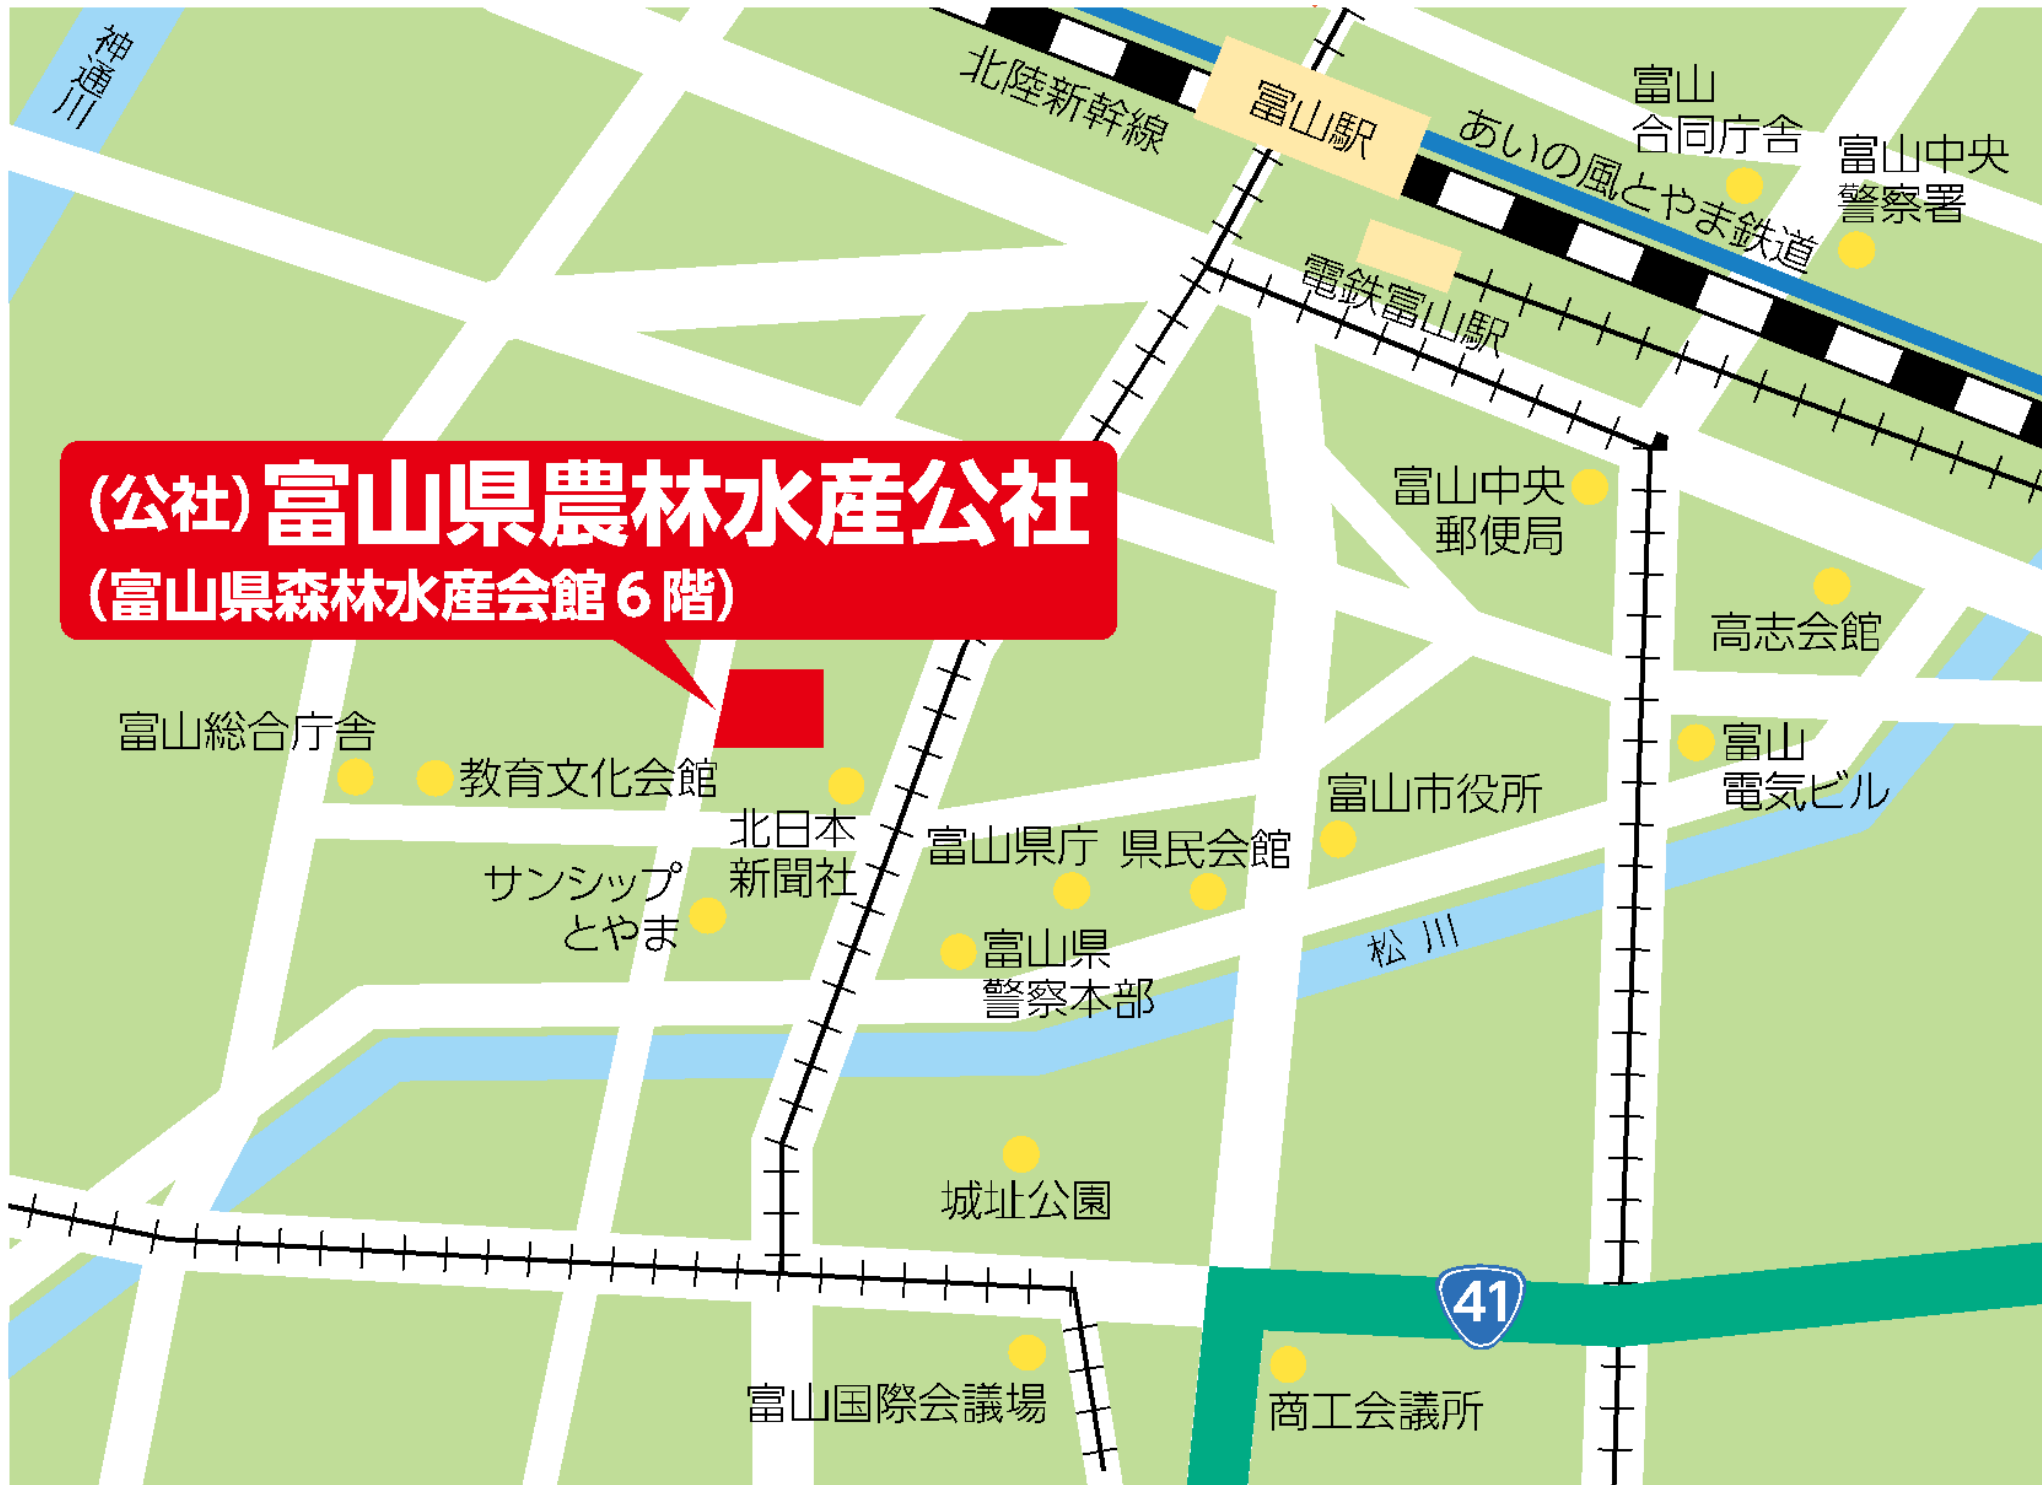 神通川
北陸新幹線
富山駅
あいの風とやま鉄道
富山
合同庁舎
富山中央
警察署
電鉄富山駅
(公社)富山県農林水産公社
(富山県森林水産会館6階)
富山中央
郵便局
高志会館
富山総合庁舎
教育文化会館
北日本
新聞社
富山県庁
県民会館
富山市役所
富山
電気ビル
サンシップ
とやま
富山県
警察本部
松川
城址公園
41
富山国際会議場
商工会議所